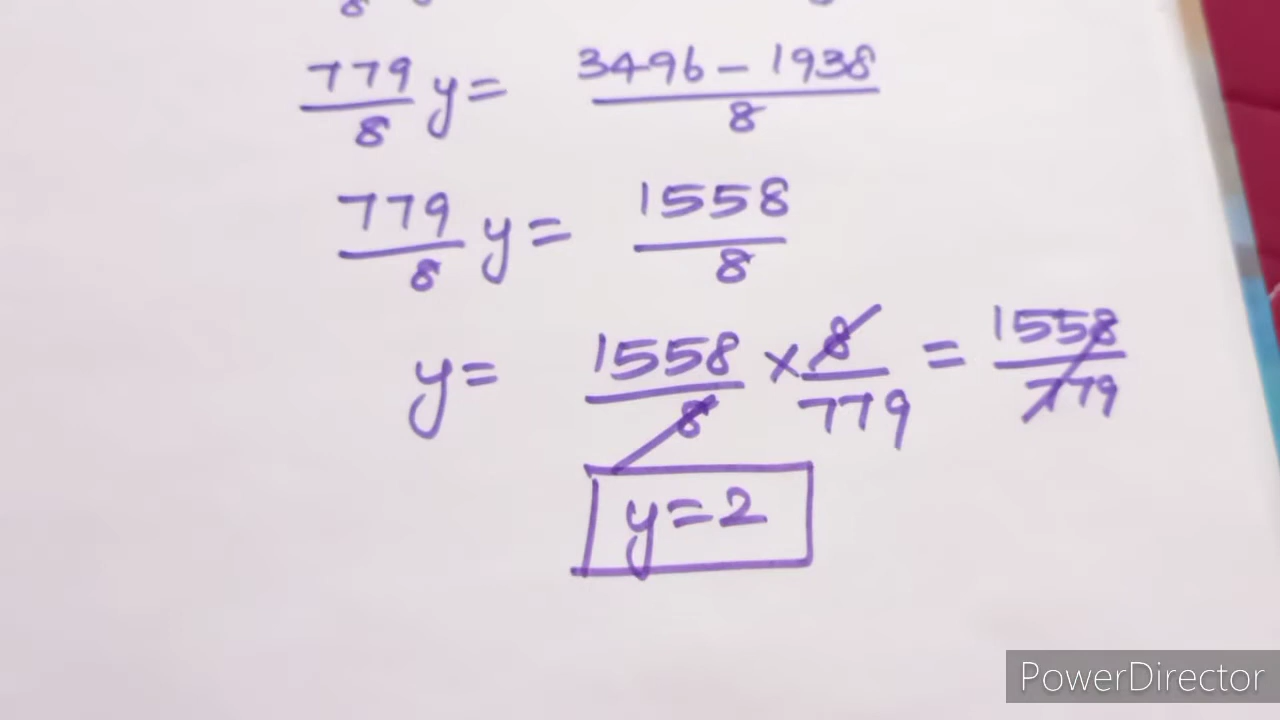 779/8 y = 3496 - 1938/8
779/8 y = 1558/8
y = 1558/8 × 8/779 = 1558/779
y = 2
PowerDirector